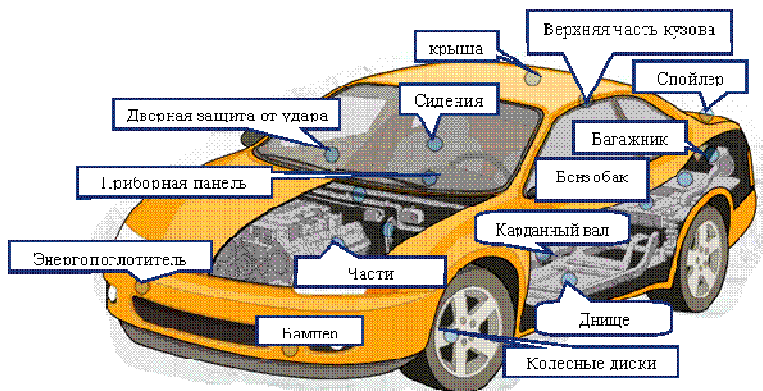 Верхняя часть кузова
крыша
Спойлер
Сидения
Дверная защита от удара
Багажник
Приборная панель
Бензобак
Карданный вал
Энергопоглотитель
Части
Днище
Бампер
Колесные диски